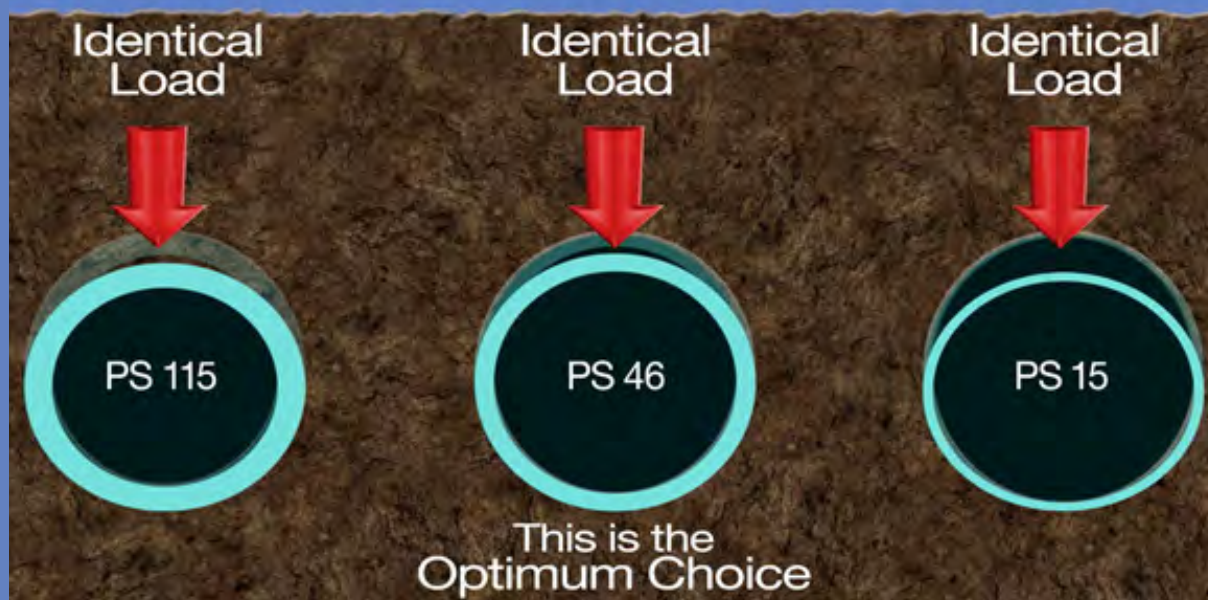 Identical
Load
Identical
Load
Identical
Load
PS 115
PS 46
PS 15
This is the
Optimum Choice